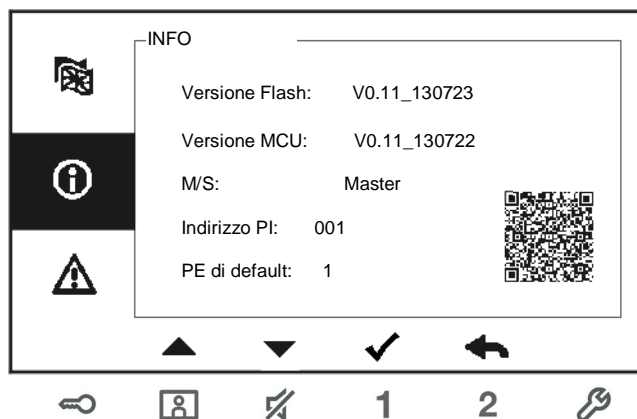 INFO
Versione Flash: V0.11_130723
Versione MCU: V0.11_130722
M/S: Master
Indirizzo PI: 001
PE di default: 1
1 2